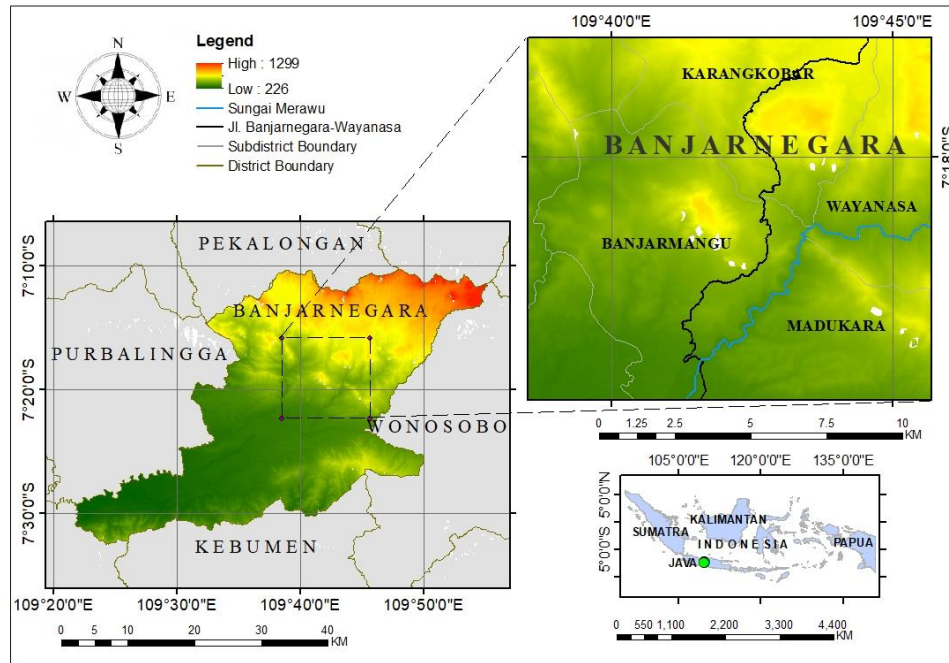 N
W
E
S
Legend
High : 1299
Low : 226
Sungai Merawu
Jl. Banjarnegara-Wayanasa
Subdistrict Boundary
District Boundary
109°40'0"E
109°45'0"E
KARANGKOBAR
BANJARNEGARA
7°18'0"S
WAYANASA
BANJARMANGU
MADUKARA
0 1.25 2.5 5 7.5 10
KM
7°10'0"S
7°20'0"S
7°30'0"S
PEKALONGAN
BANJARNEGARA
PURBALINGGA
WONOSOBO
KEBUMEN
109°20'0"E 109°30'0"E 109°40'0"E 109°50'0"E
0 5 10 20 30 40
KM
105°0'0"E 120°0'0"E 135°0'0"E
5°0'0"N
5°0'0"S
KALIMANTAN
SUMATRA
INDONESIA
PAPUA
JAVA
0 550 1,100 2,200 3,300 4,400
KM